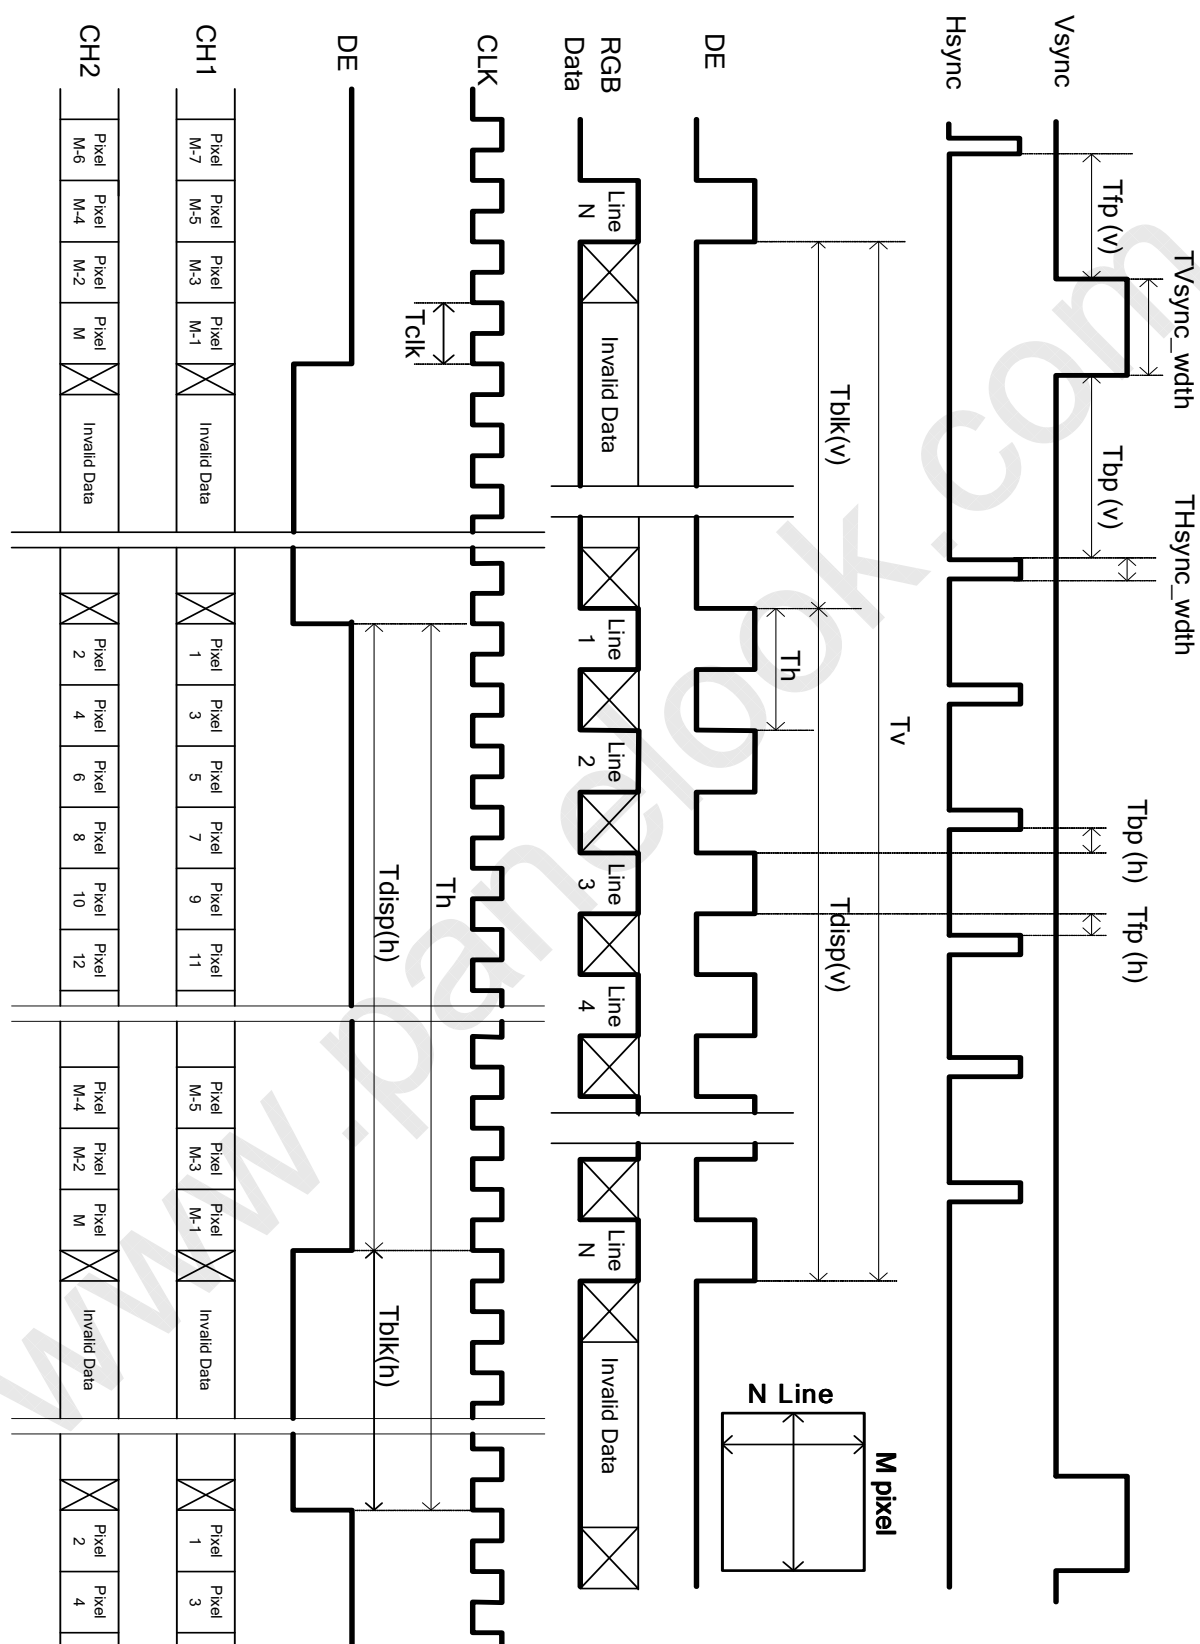 Vsync
TVsync_wdth
Tfp (v)
Tbp (v)
THsync_wdth
Hsync
Tbp (h)
Tfp (h)
Tv
Tblk(v)
Tdisp(v)
Th
DE
N Line
M pixel
RGB
Data
Line
N
Invalid Data
Line
1
Line
2
Line
3
Line
4
Line
N
Invalid Data
CLK
Tclk
Th
Tdisp(h)
Tblk(h)
DE
CH1
Pixel
M-7
Pixel
M-5
Pixel
M-3
Pixel
M-1
Invalid Data
Pixel
1
Pixel
3
Pixel
5
Pixel
7
Pixel
9
Pixel
11
Pixel
M-5
Pixel
M-3
Pixel
M-1
Invalid Data
Pixel
1
Pixel
3
CH2
Pixel
M-6
Pixel
M-4
Pixel
M-2
Pixel
M
Invalid Data
Pixel
2
Pixel
4
Pixel
6
Pixel
8
Pixel
10
Pixel
12
Pixel
M-4
Pixel
M-2
Pixel
M
Invalid Data
Pixel
2
Pixel
4
www.panelook.com